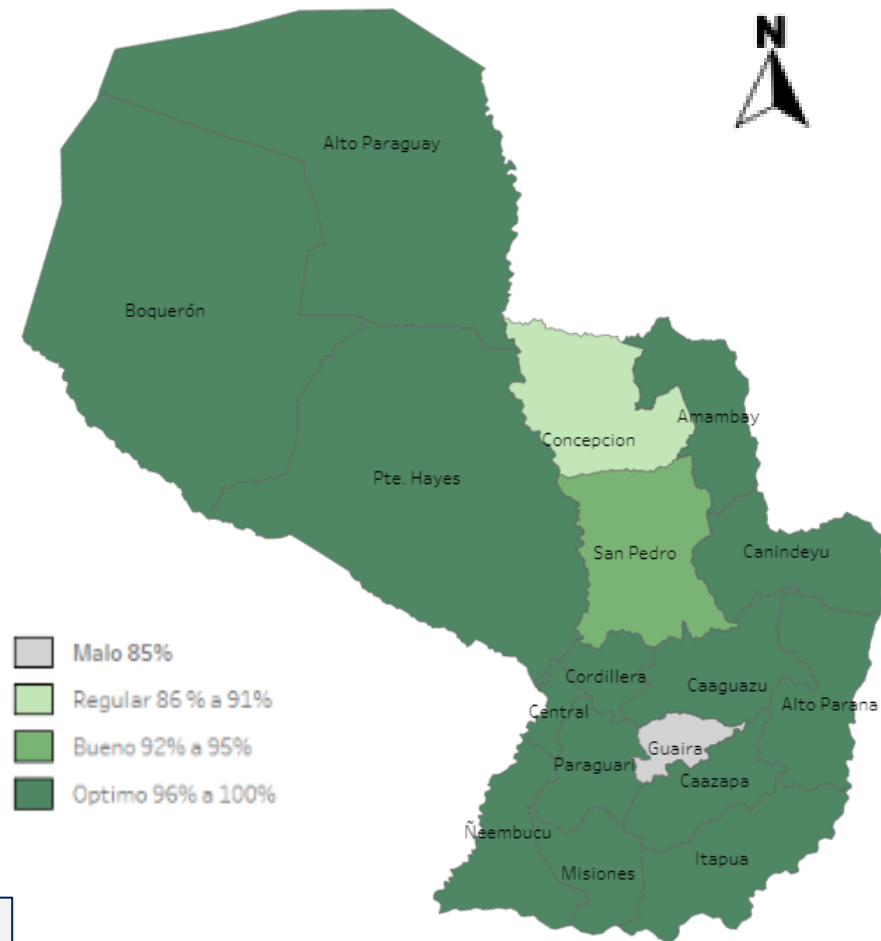 N
Alto Paraguay
Boquerón
Amambay
Concepcion
Pte. Hayes
San Pedro
Canindeyu
Malo 85%
Regular 86 % a 91%
Bueno 92% a 95%
Optimo 96% a 100%
Cordillera
Caaguazu
Central
Alto Parana
Guaira
Paraguari
Caazapa
Ñeembucu
Itapua
Misiones